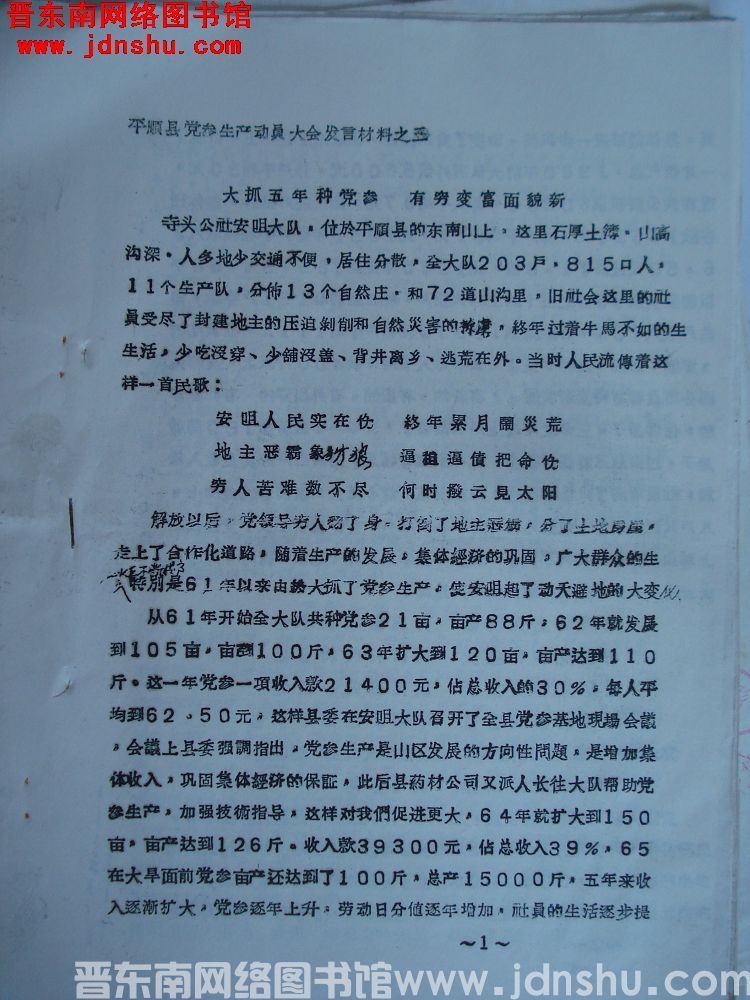 晋东南网络图书馆
www.jdnshu.com
平順县党参生产动員大会发言材料之五
大抓五年种党参 有穷变富面貌新
寺头公社安咀大队，位於平順县的东南山上。这里石厚土薄，山高
沟深，人多地少交通不便，居住分散，全大队203戶，815口人，
11个生产队，分佈13个自然庄，和72道山沟里，旧社会这里的社
員受尽了封建地主的压迫剝削和自然災害的 ，終年过着牛馬不如的生
生活，少吃沒穿、少舖沒盖、背井离乡、逃荒在外。当时人民流傳着这
样一首民歌：
安咀人民实在伤 終年累月鬧災荒
地主恶霸象豺狼 逼租逼債把命伤
穷人苦难数不尽 何时撥云見太阳
解放以后，党领导穷人翻了身，打倒了地主恶霸，分了土地房屋，
走上了合作化道路，随着生产的发展，集体經济的巩固，广大群众的生
特別是61年以来由於大抓了党参生产，使安咀起了动天避地的大变化。
从61年开始全大队共种党参21亩，亩产88斤，62年就发展
到105亩，亩到100斤，63年扩大到120亩，亩产达到110
斤。这一年党参一項收入款21400元，佔总收入的30%，每人平
均到62.50元，这样县委在安咀大队召开了全县党参基地現場会議
，会議上县委强調指出，党参生产是山区发展的方向性問題，是增加集
体收入，巩固集体經济的保証，此后县药材公司又派人长往大队帮助党
参生产，加强技術指导，这样对我們促进更大，64年就扩大到150
亩，亩产达到126斤。收入款39300元，佔总收入39%，65
在大旱面前党参亩产还达到了100斤，总产15000斤，五年来收
入逐漸扩大，党参逐年上升，劳动日分值逐年增加，社員的生活逐步提
～1～
晋东南网络图书馆 www.jdnshu.com